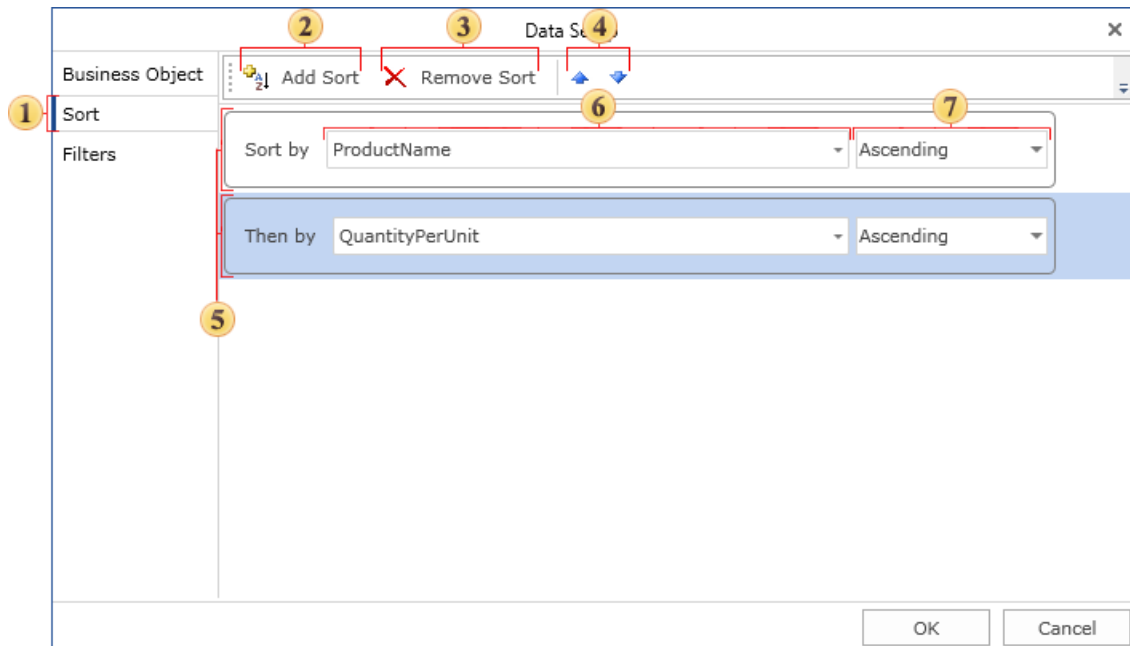 2 3 4
Data Se
Business Object
Add Sort Remove Sort
1 Sort
6 7
Filters
Sort by ProductName Ascending
Then by QuantityPerUnit Ascending
5
OK Cancel